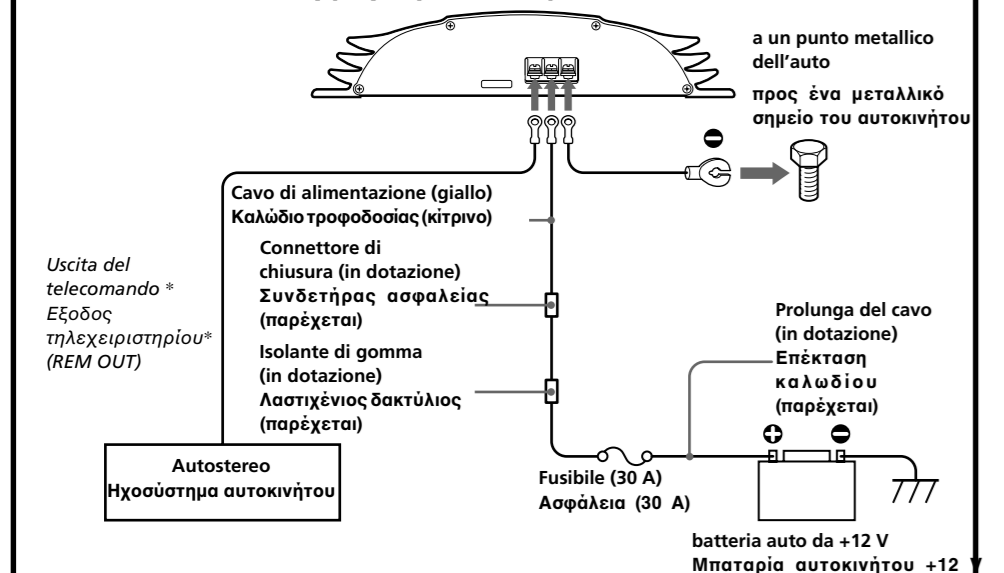 a un punto metallico
dell'auto
προς ένα μεταλλικό
σημείο του αυτοκινήτου
Cavo di alimentazione (giallo)
Καλώδιο τροφοδοσίας (κίτρινο)
Connettore di
chiusura (in dotazione)
Συνδετήρας ασφαλείας
(παρέχεται)
Uscita del
telecomando *
Εξοδος
τηλεχειριστηρίου*
(REM OUT)
Isolante di gomma
(in dotazione)
Λαστιχένιος δακτύλιος
(παρέχεται)
Prolunga del cavo
(in dotazione)
Επέκταση
καλωδίου
(παρέχεται)
Autostereo
Ηχοσύστημα αυτοκινήτου
Fusibile (30 A)
Ασφάλεια (30 A)
batteria auto da +12 V
Μπαταρία αυτοκινήτου +12 V